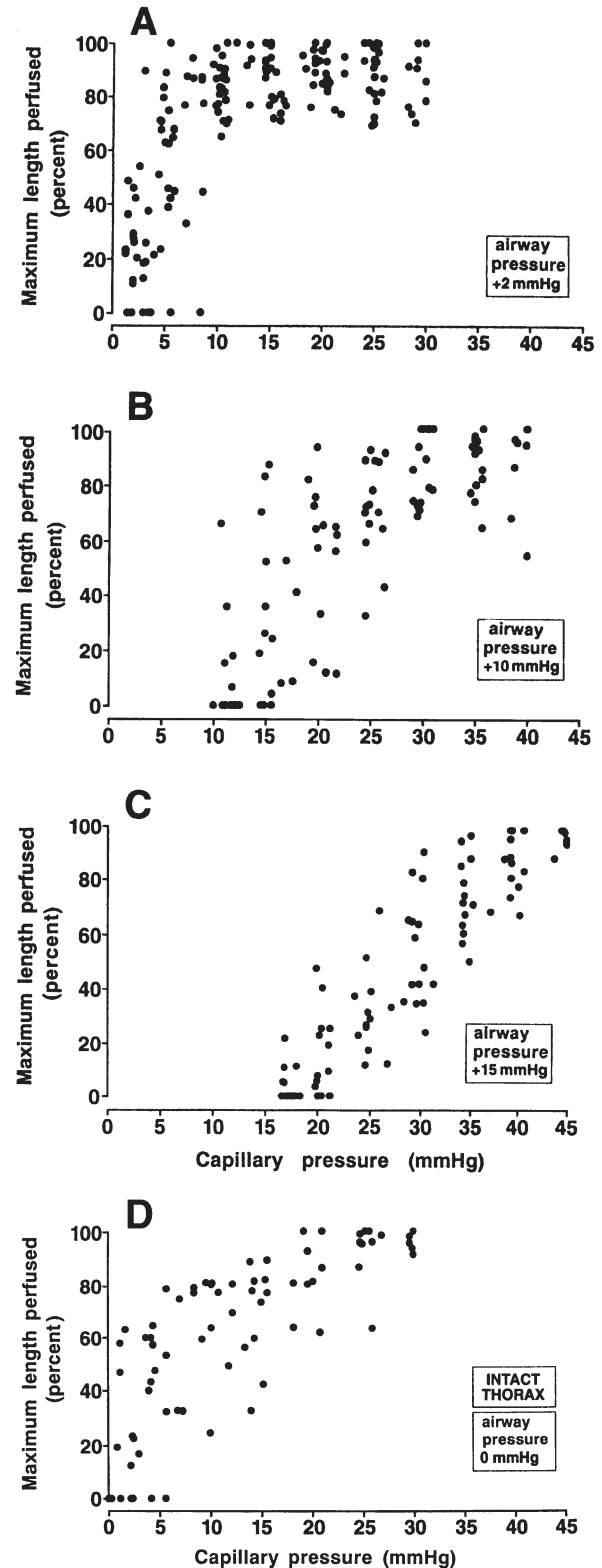 A
Maximum length perfused
(percent)
100
80
60
40
20
0
0 5 10 15 20 25 30 35 40 45
airway
pressure
+2 mmHg
B
Maximum length perfused
(percent)
100
80
60
40
20
0
0 5 10 15 20 25 30 35 40 45
airway
pressure
+10 mmHg
C
Maximum length perfused
(percent)
100
80
60
40
20
0
0 5 10 15 20 25 30 35 40 45
airway
pressure
+15 mmHg
Capillary pressure (mmHg)
D
Maximum length perfused
(percent)
100
80
60
40
20
0
0 5 10 15 20 25 30 35 40 45
INTACT
THORAX
airway
pressure
0 mmHg
Capillary pressure (mmHg)